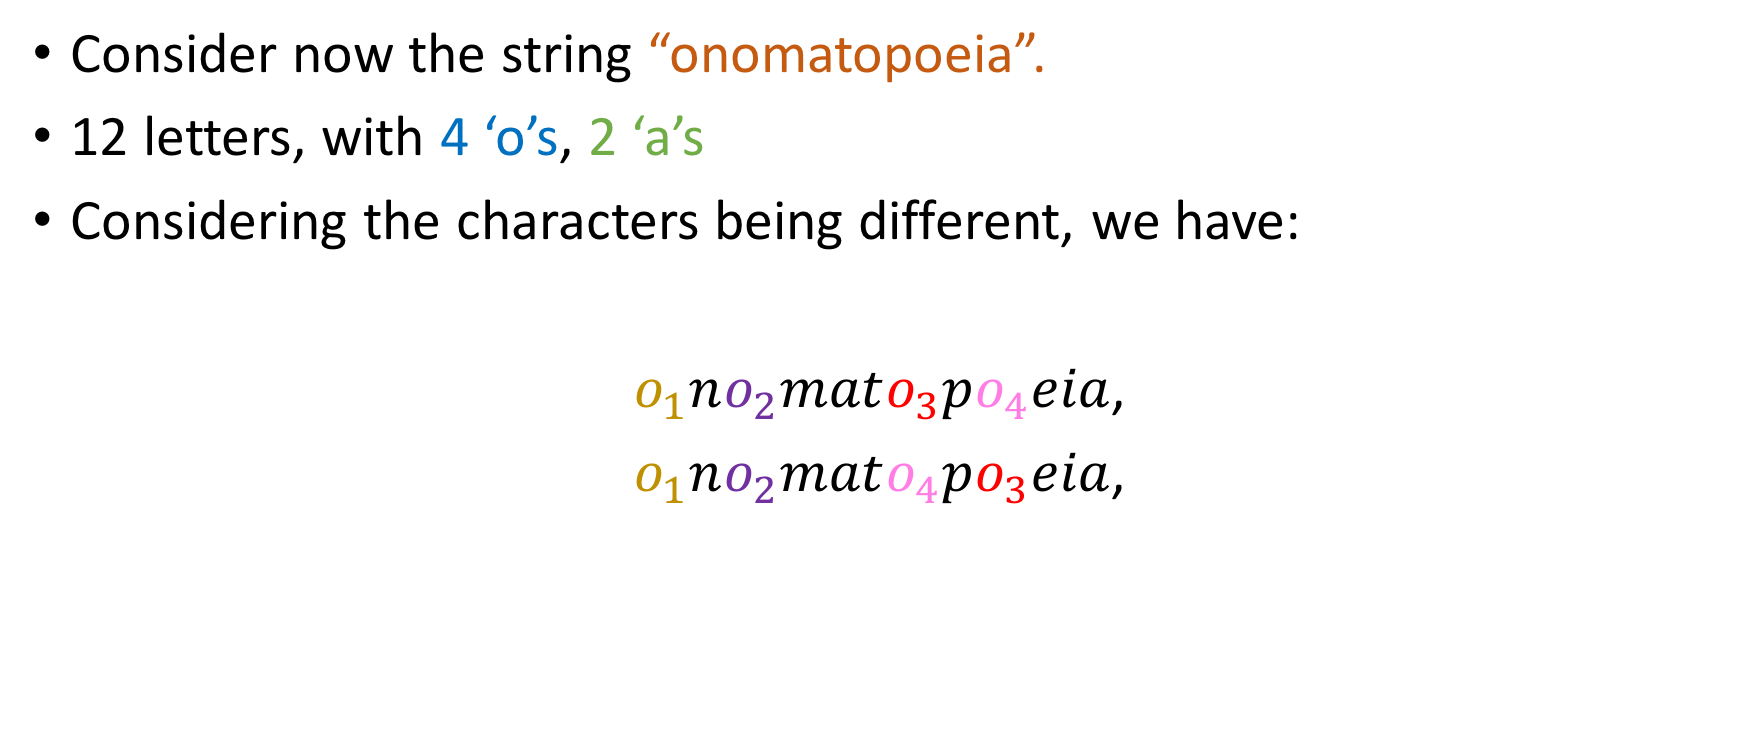 • Consider now the string “onomatopoeia”.
• 12 letters, with 4 ‘o’s, 2 ‘a’s
• Considering the characters being different, we have:
o₁no₂mato₃po₄eia,
o₁no₂mato₄po₃eia,